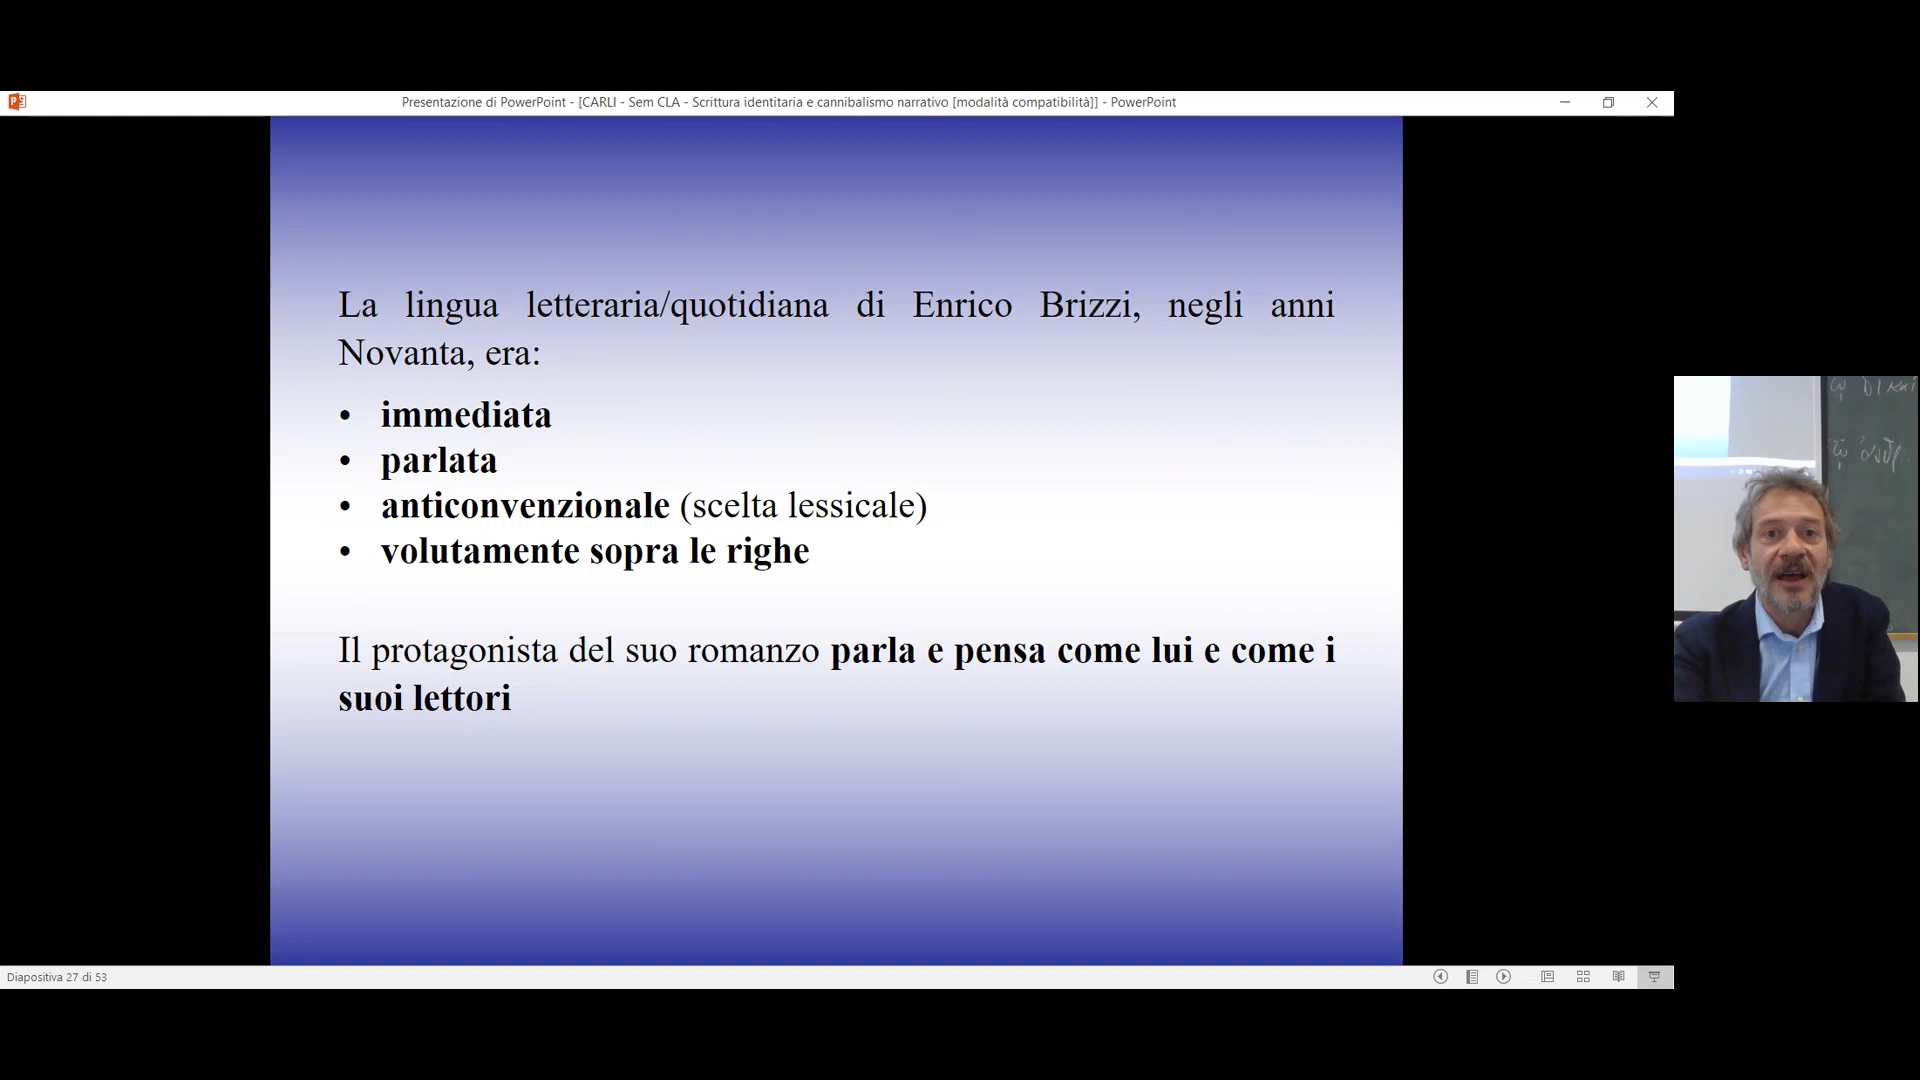 Presentazione di PowerPoint - [CARLI - Sem CLA - Scrittura identitaria e cannibalismo narrativo [modalità compatibilità]] - PowerPoint
La lingua letteraria/quotidiana di Enrico Brizzi, negli anni
Novanta, era:
• immediata
• parlata
• anticonvenzionale (scelta lessicale)
• volutamente sopra le righe
Il protagonista del suo romanzo parla e pensa come lui e come i
suoi lettori
Diapositiva 27 di 53